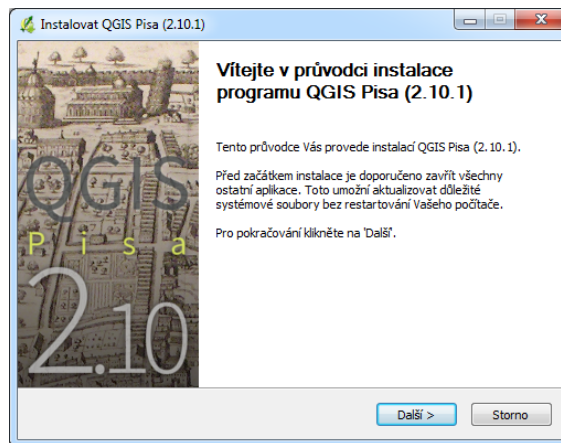 Instalovat QGIS Pisa (2.10.1)
QGIS
Pisa
2.10
Vítejte v průvodci instalace
programu QGIS Pisa (2.10.1)
Tento průvodce Vás provede instalací QGIS Pisa (2.10.1).
Před začátkem instalace je doporučeno zavřít všechny
ostatní aplikace. Toto umožní aktualizovat důležité
systémové soubory bez restartování Vašeho počítače.
Pro pokračování klikněte na 'Další'.
Další >
Storno